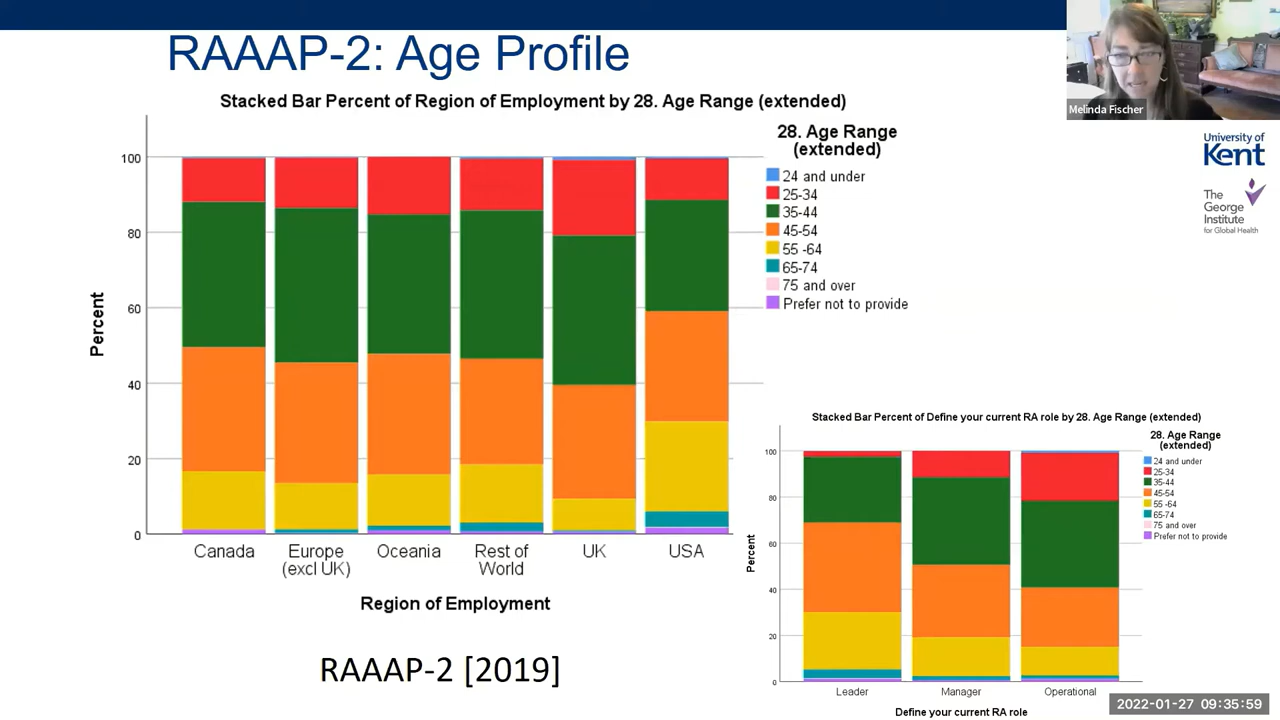 RAAAP-2: Age Profile
Melinda Fischer
University of
Kent
The
George
Institute
for Global Health
Stacked Bar Percent of Region of Employment by 28. Age Range (extended)
28. Age Range
(extended)
24 and under
25-34
35-44
45-54
55 -64
65-74
75 and over
Prefer not to provide
Percent
100
80
60
40
20
0
Canada
Europe
(excl UK)
Oceania
Rest of
World
UK
USA
Region of Employment
RAAAP-2 [2019]
Stacked Bar Percent of Define your current RA role by 28. Age Range (extended)
28. Age Range
(extended)
24 and under
25-34
35-44
45-54
55 -64
65-74
75 and over
Prefer not to provide
Percent
100
80
60
40
20
0
Leader
Manager
Operational
Define your current RA role
2022-01-27 09:35:59